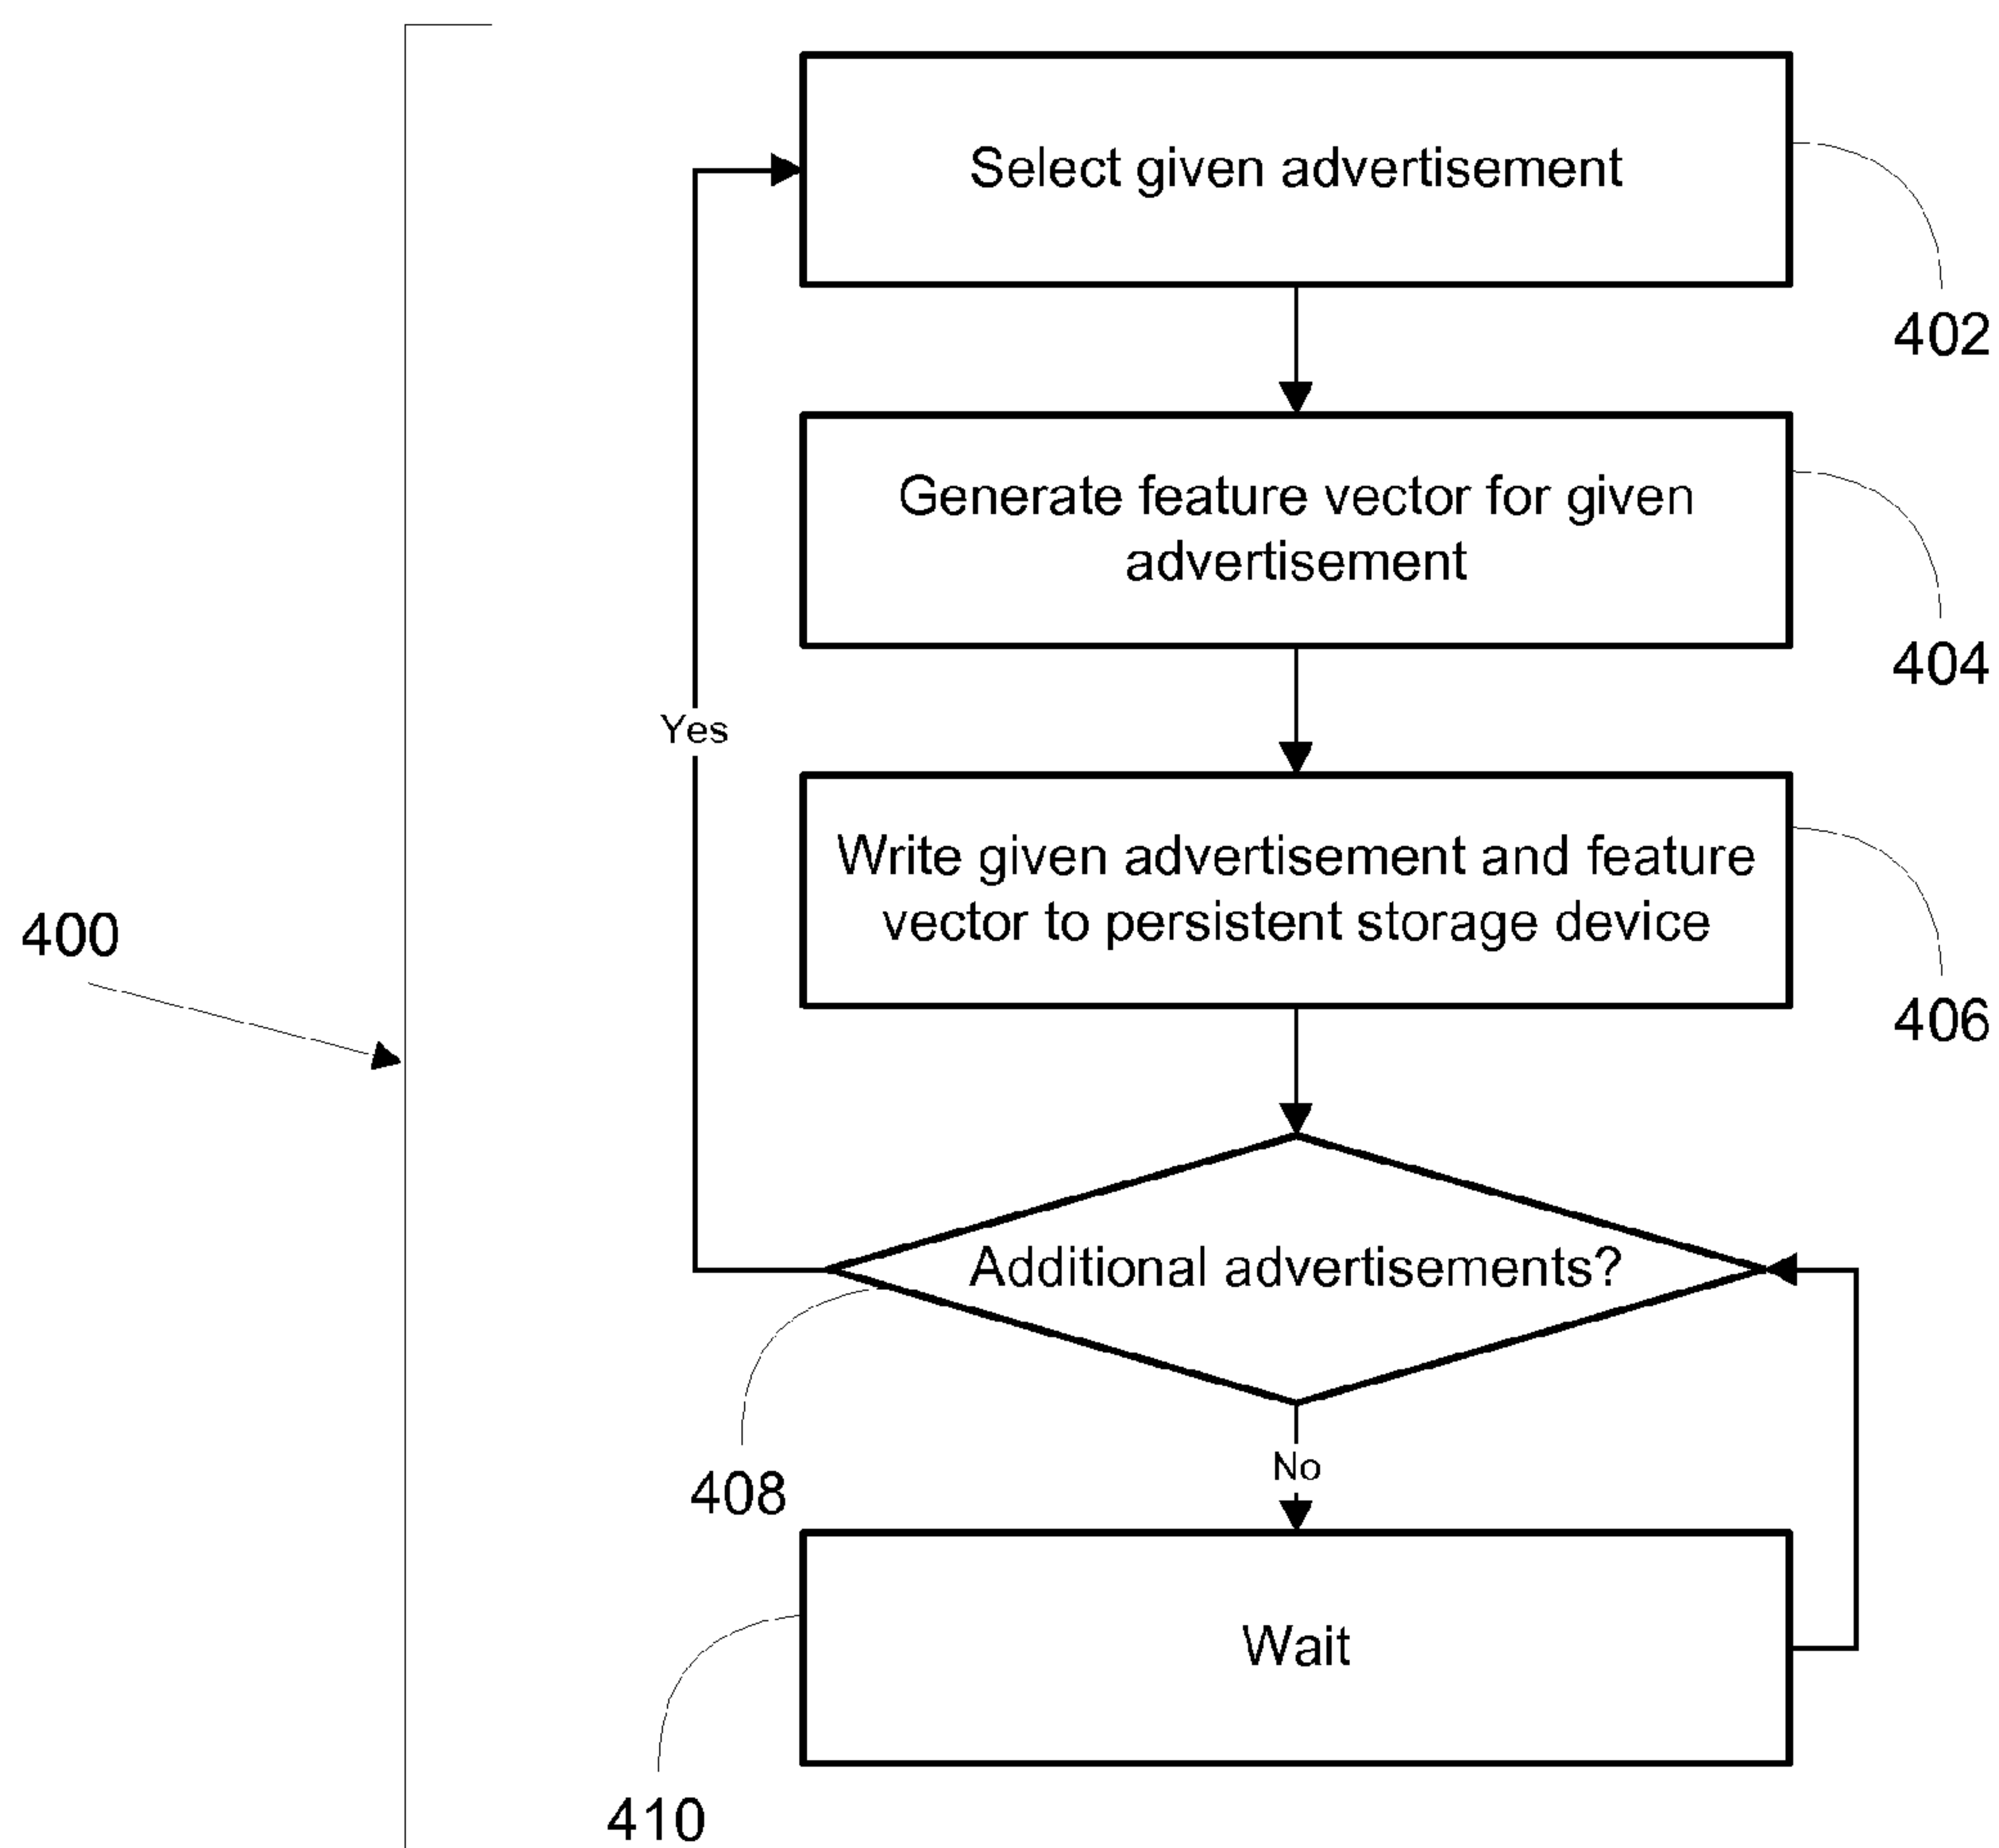 Select given advertisement
402
Generate feature vector for given
advertisement
404
Yes
Write given advertisement and feature
vector to persistent storage device
400
406
Additional advertisements?
No
408
Wait
410